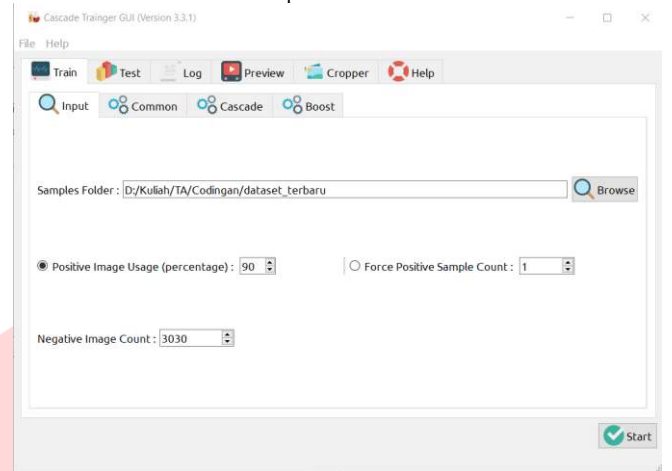 Cascade Trainger GUI (Version 3.3.1)
File Help
Train Test Log Preview Cropper Help
Input Common Cascade Boost
Samples Folder : D:/Kuliah/TA/Codingan/dataset_terbaru Browse
Positive Image Usage (percentage) : 90 Force Positive Sample Count : 1
Negative Image Count : 3030
Start